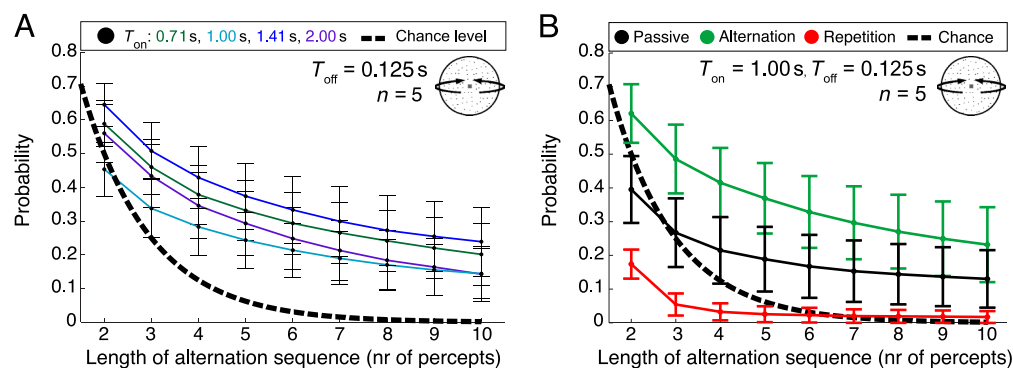 A
T on: 0.71 s, 1.00 s, 1.41 s, 2.00 s Chance level
T off = 0.125 s
n = 5
Probability
0.8
0.7
0.6
0.5
0.4
0.3
0.2
0.1
0
2 3 4 5 6 7 8 9 10
Length of alternation sequence (nr of percepts)
B
Passive Alternation Repetition Chance
T on = 1.00 s, T off = 0.125 s
n = 5
Probability
0.8
0.7
0.6
0.5
0.4
0.3
0.2
0.1
0
2 3 4 5 6 7 8 9 10
Length of alternation sequence (nr of percepts)